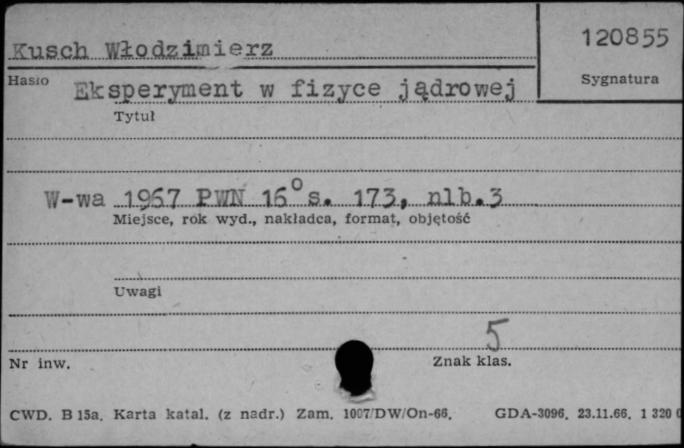 120855
Kusch Włodzimierz
Hasło
Sygnatura
Eksperyment w fizyce jądrowej
Tytuł
W-wa 1967 PWN 16° s. 173, nlb.3
Miejsce, rok wyd., nakładca, format, objętość
Uwagi
5
Nr inw.
Znak klas.
CWD. B 15a. Karta katal. (z nadr.) Zam. 1007/DW/On-66. GDA-3096. 23.11.66. 1 320 0